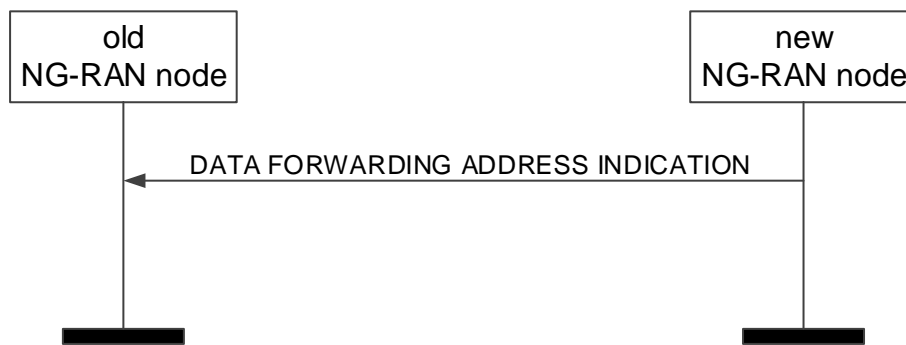 old
NG-RAN node
new
NG-RAN node
DATA FORWARDING ADDRESS INDICATION